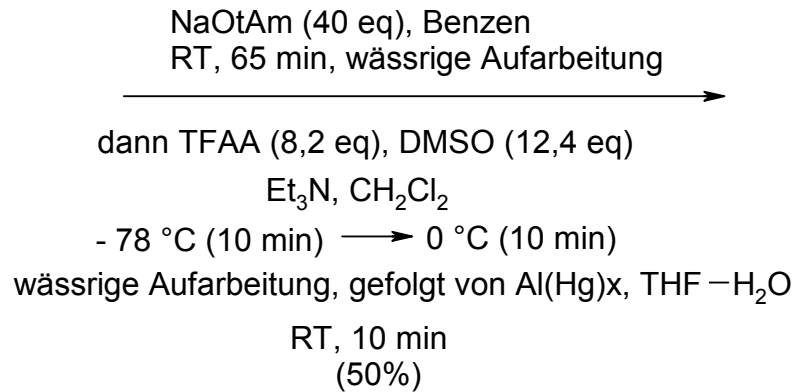 NaOtAm (40 eq), Benzen
RT, 65 min, wässrige Aufarbeitung
dann TFAA (8,2 eq), DMSO (12,4 eq)
Et₃N, CH₂Cl₂
- 78 °C (10 min) ⟶ 0 °C (10 min)
wässrige Aufarbeitung, gefolgt von Al(Hg)x, THF–H₂O
RT, 10 min
(50%)